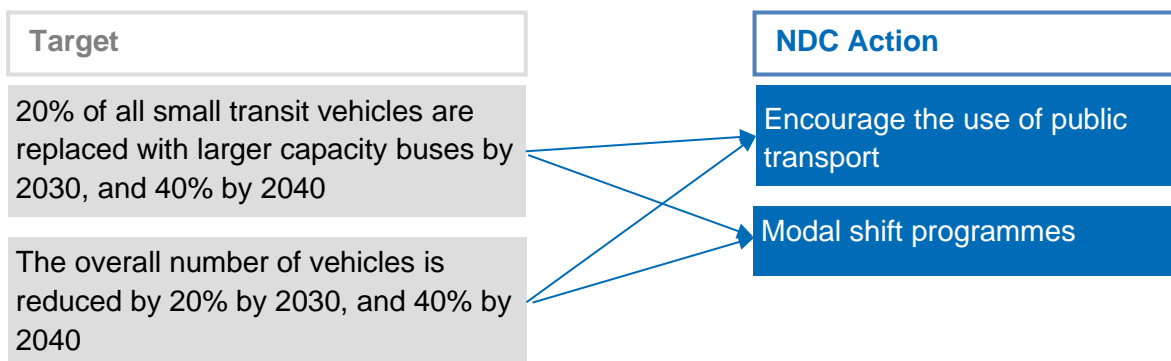 Target
NDC Action
20% of all small transit vehicles are
replaced with larger capacity buses by
2030, and 40% by 2040
Encourage the use of public
transport
The overall number of vehicles is
reduced by 20% by 2030, and 40% by
2040
Modal shift programmes